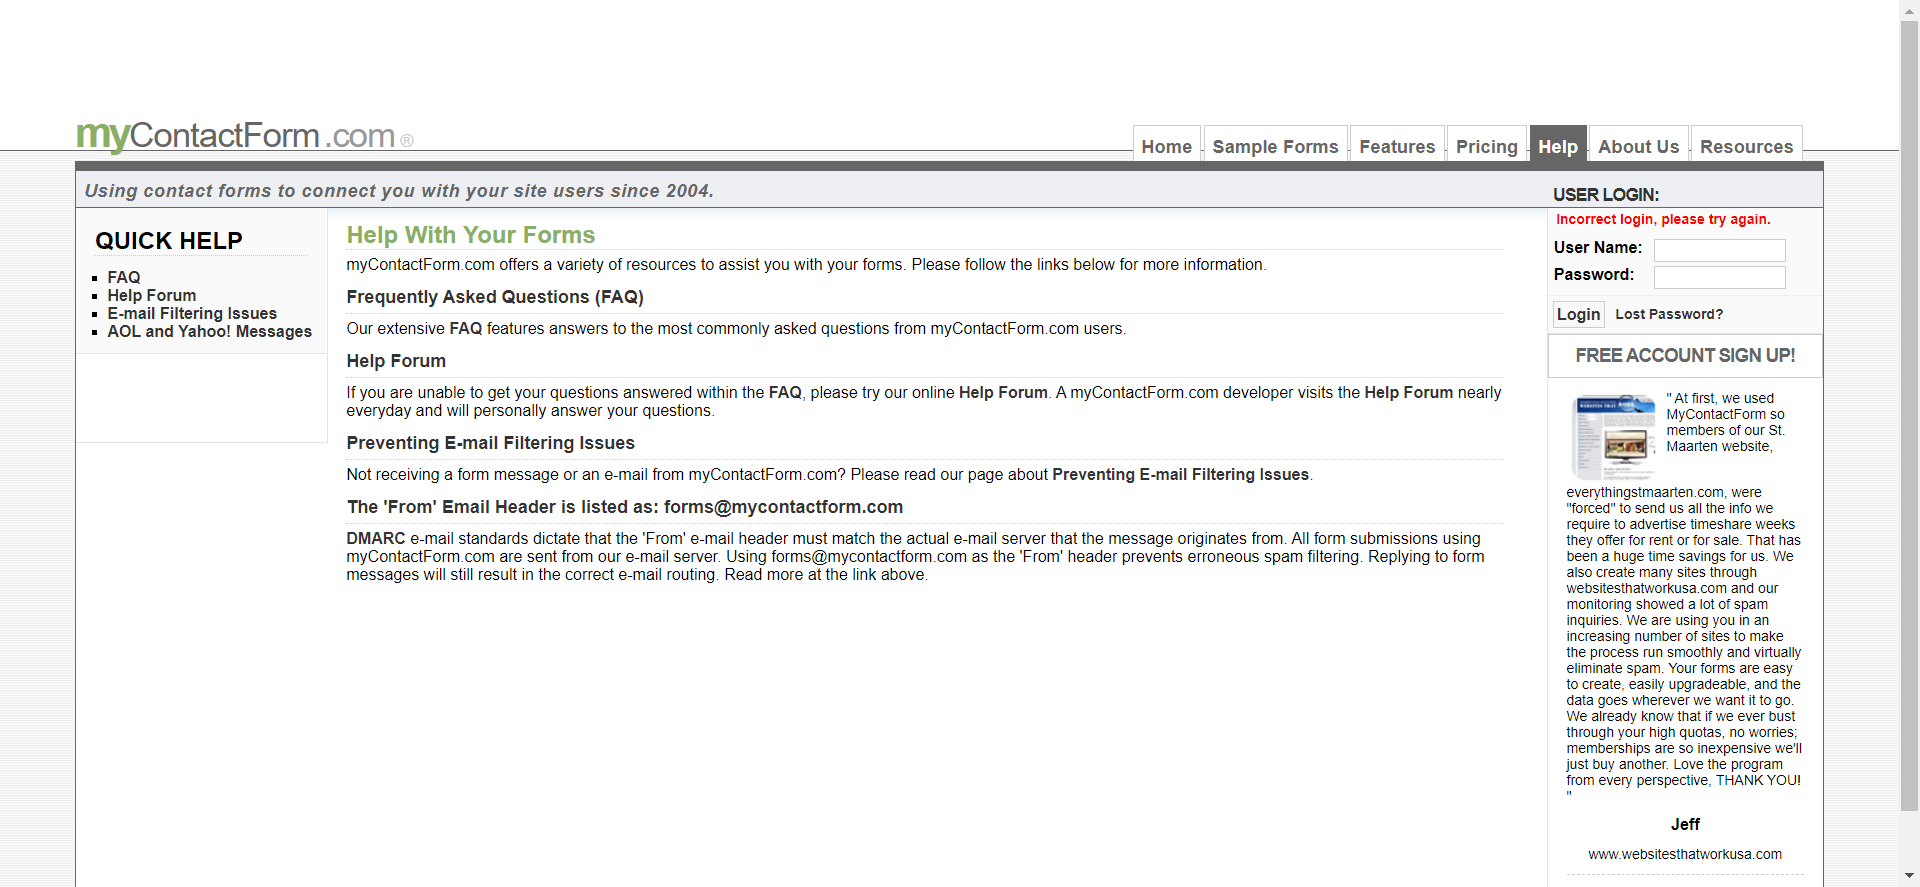 myContactForm.com®
Home
Sample Forms
Features
Pricing
Help
About Us
Resources
Using contact forms to connect you with your site users since 2004.
USER LOGIN:
QUICK HELP
FAQ
Help Forum
E-mail Filtering Issues
AOL and Yahoo! Messages
Help With Your Forms
myContactForm.com offers a variety of resources to assist you with your forms. Please follow the links below for more information.
Frequently Asked Questions (FAQ)
Our extensive FAQ features answers to the most commonly asked questions from myContactForm.com users.
Help Forum
If you are unable to get your questions answered within the FAQ, please try our online Help Forum. A myContactForm.com developer visits the Help Forum nearly
everyday and will personally answer your questions.
Preventing E-mail Filtering Issues
Not receiving a form message or an e-mail from myContactForm.com? Please read our page about Preventing E-mail Filtering Issues.
The 'From' Email Header is listed as: forms@mycontactform.com
DMARC e-mail standards dictate that the 'From' e-mail header must match the actual e-mail server that the message originates from. All form submissions using
myContactForm.com are sent from our e-mail server. Using forms@mycontactform.com as the 'From' header prevents erroneous spam filtering. Replying to form
messages will still result in the correct e-mail routing. Read more at the link above.
Incorrect login, please try again.
User Name:
Password:
Login
Lost Password?
FREE ACCOUNT SIGN UP!
" At first, we used
MyContactForm so
members of our St.
Maarten website,
everythingstmaarten.com, were
"forced" to send us all the info we
require to advertise timeshare weeks
they offer for rent or for sale. That has
been a huge time savings for us. We
also create many sites through
websitesthatworkusa.com and our
monitoring showed a lot of spam
inquiries. We are using you in an
increasing number of sites to make
the process run smoothly and virtually
eliminate spam. Your forms are easy
to create, easily upgradeable, and the
data goes wherever we want it to go.
We already know that if we ever bust
through your high quotas, no worries;
memberships are so inexpensive we'll
just buy another. Love the program
from every perspective, THANK YOU!
"
Jeff
www.websitesthatworkusa.com